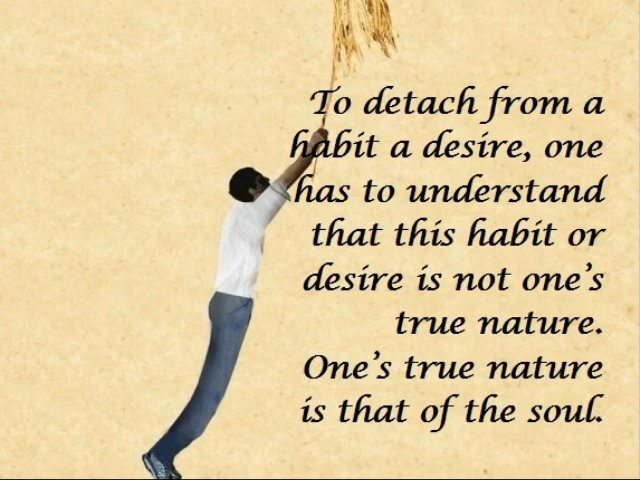 To detach from a
habit a desire, one
has to understand
that this habit or
desire is not one's
true nature.
One's true nature
is that of the soul.